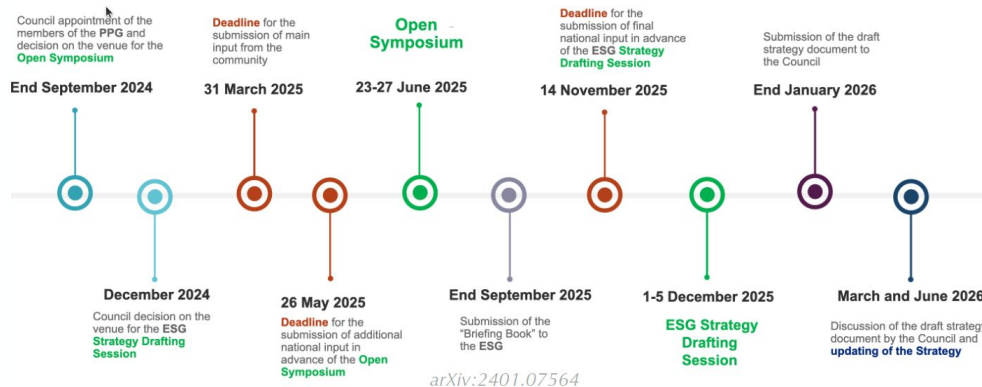 Council appointment of the
members of the PPG and
decision on the venue for the
Open Symposium
End September 2024
Deadline for the
submission of main
input from the
community
31 March 2025
Open
Symposium
23-27 June 2025
Deadline for the
submission of final
national input in advance
of the ESG Strategy
Drafting Session
14 November 2025
Submission of the draft
strategy document to
the Council
End January 2026
December 2024
Council decision on the
venue for the ESG
Strategy Drafting
Session
26 May 2025
Deadline for the
submission of additional
national input in
advance of the Open
Symposium
End September 2025
Submission of the
"Briefing Book" to
the ESG
1-5 December 2025
ESG Strategy
Drafting
Session
March and June 2026
Discussion of the draft strategy
document by the Council and
updating of the Strategy
arXiv:2401.07564